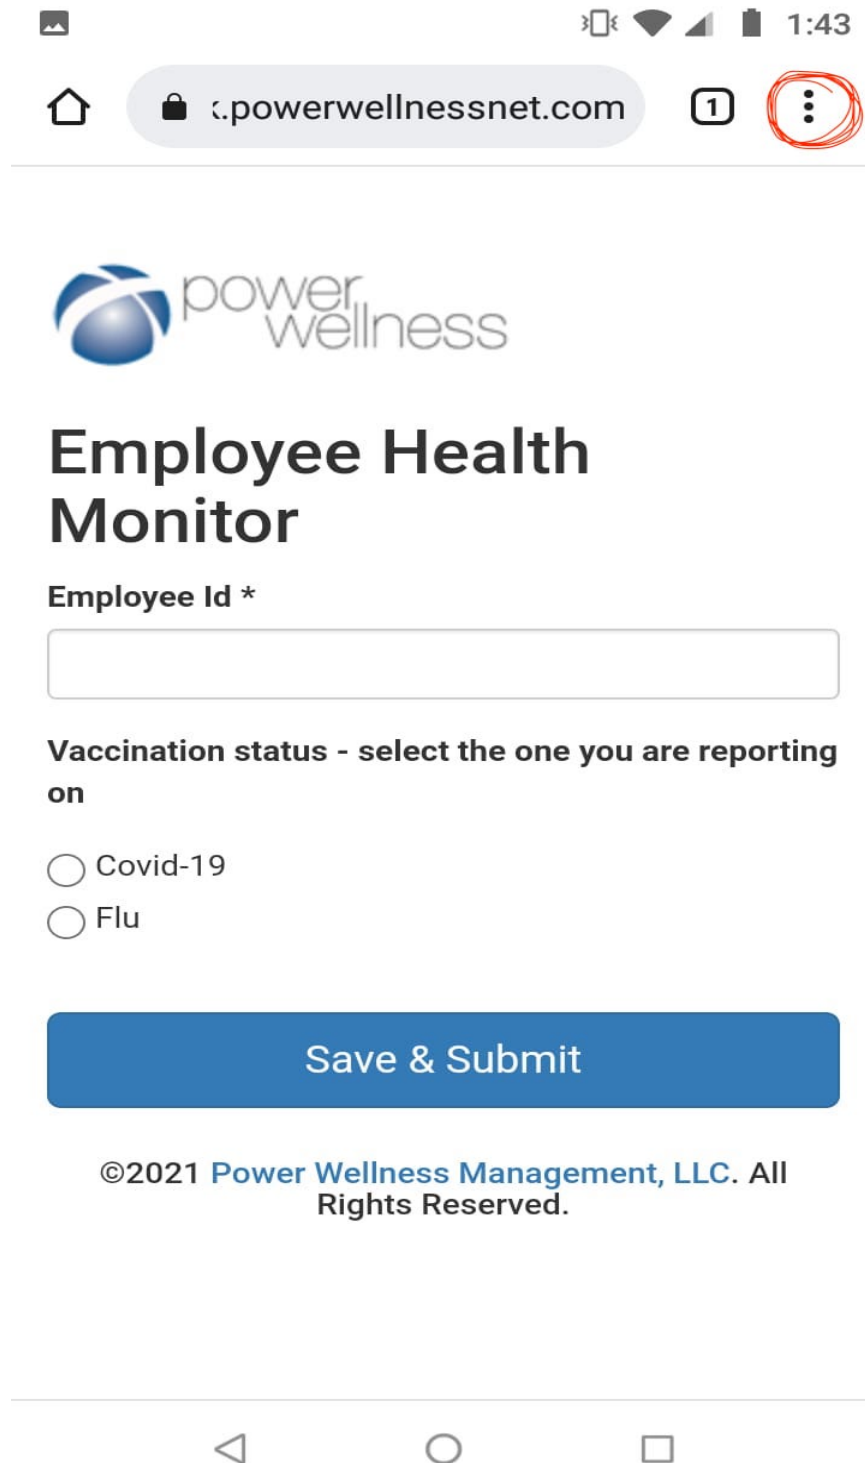 1:43
.powerwellnessnet.com
1
power
wellness
Employee Health
Monitor
Employee Id *
Vaccination status - select the one you are reporting
on
Covid-19
Flu
Save & Submit
©2021 Power Wellness Management, LLC. All
Rights Reserved.